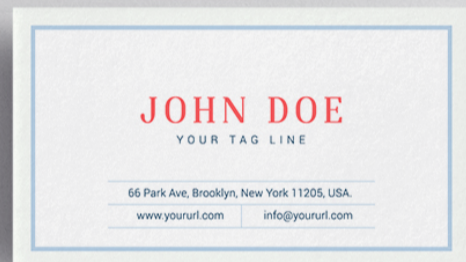 JOHN DOE
YOUR TAG LINE
66 Park Ave, Brooklyn, New York 11205, USA.
www.yoururl.com info@yoururl.com